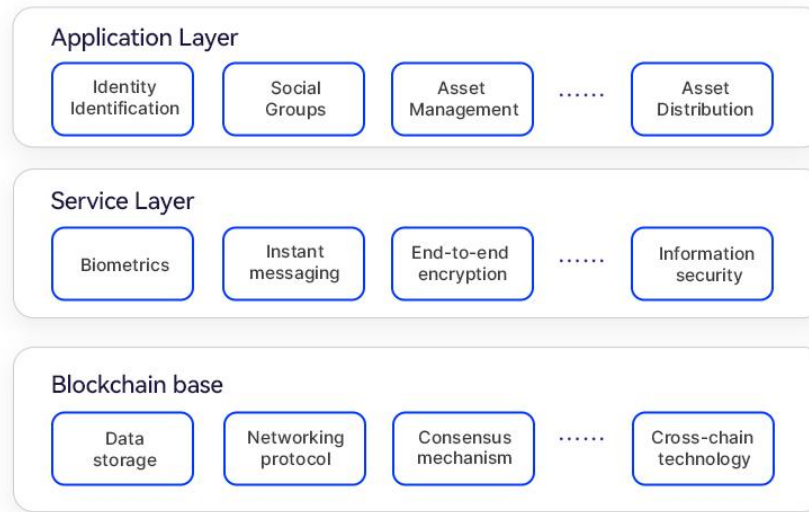 Application Layer
Identity
Identification
Social
Groups
Asset
Management
......
Asset
Distribution
Service Layer
Biometrics
Instant
messaging
End-to-end
encryption
......
Information
security
Blockchain base
Data
storage
Networking
protocol
Consensus
mechanism
......
Cross-chain
technology